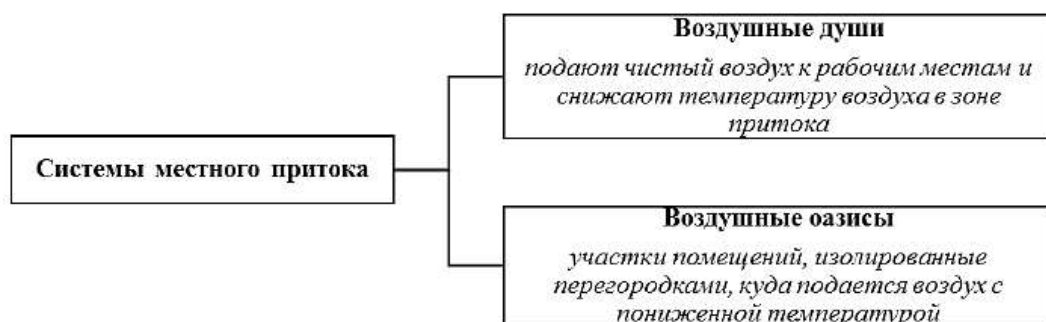 Воздушные души
подают чистый воздух к рабочим местам и
снижают температуру воздуха в зоне
притока
Системы местного притока
Воздушные оазисы
участки помещений, изолированные
перегородками, куда подается воздух с
пониженной температурой